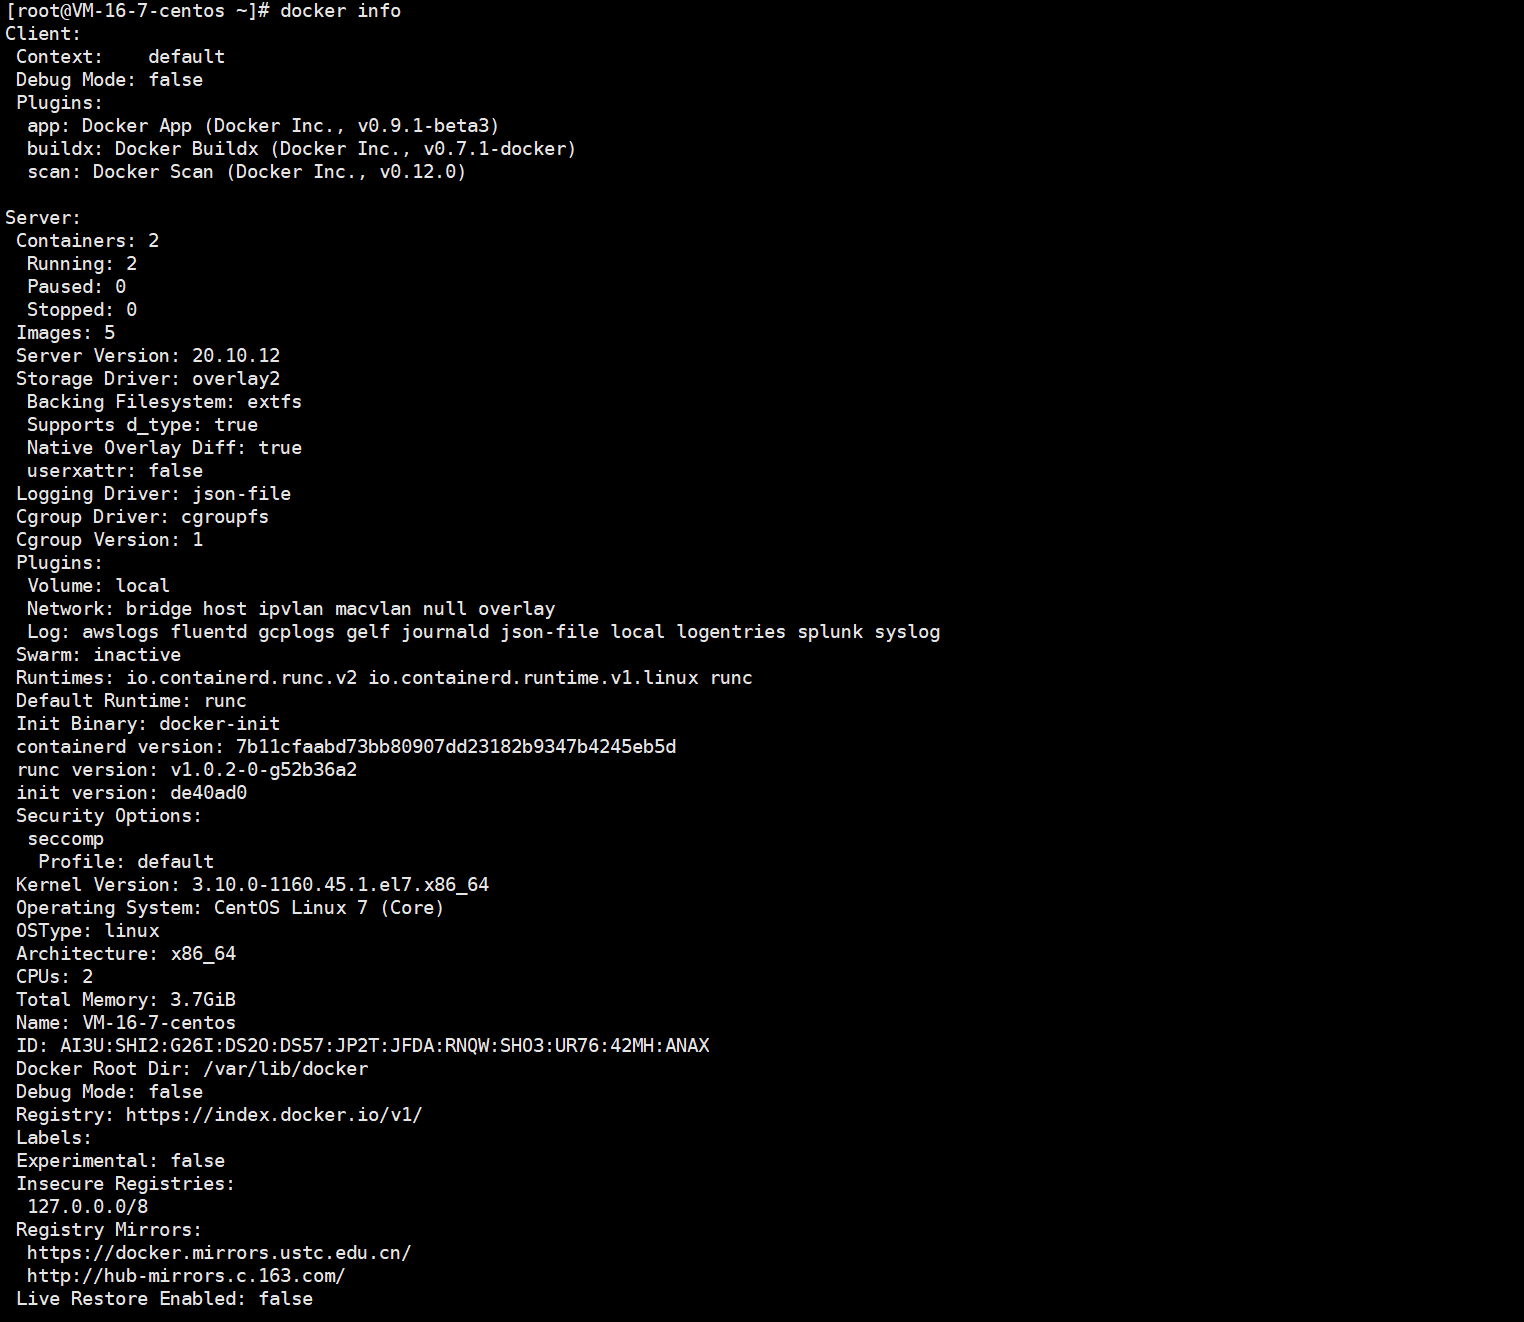 [root@VM-16-7-centos ~]# docker info
Client:
 Context:    default
 Debug Mode: false
 Plugins:
  app: Docker App (Docker Inc., v0.9.1-beta3)
  buildx: Docker Buildx (Docker Inc., v0.7.1-docker)
  scan: Docker Scan (Docker Inc., v0.12.0)

Server:
 Containers: 2
  Running: 2
  Paused: 0
  Stopped: 0
 Images: 5
 Server Version: 20.10.12
 Storage Driver: overlay2
  Backing Filesystem: extfs
  Supports d_type: true
  Native Overlay Diff: true
  userxattr: false
 Logging Driver: json-file
 Cgroup Driver: cgroupfs
 Cgroup Version: 1
 Plugins:
  Volume: local
  Network: bridge host ipvlan macvlan null overlay
  Log: awslogs fluentd gcplogs gelf journald json-file local logentries splunk syslog
 Swarm: inactive
 Runtimes: io.containerd.runc.v2 io.containerd.runtime.v1.linux runc
 Default Runtime: runc
 Init Binary: docker-init
 containerd version: 7b11cfaabd73bb80907dd23182b9347b4245eb5d
 runc version: v1.0.2-0-g52b36a2
 init version: de40ad0
 Security Options:
  seccomp
   Profile: default
 Kernel Version: 3.10.0-1160.45.1.el7.x86_64
 Operating System: CentOS Linux 7 (Core)
 OSType: linux
 Architecture: x86_64
 CPUs: 2
 Total Memory: 3.7GiB
 Name: VM-16-7-centos
 ID: AI3U:SHI2:G26I:DS2O:DS57:JP2T:JFDA:RNQW:SHO3:UR76:42MH:ANAX
 Docker Root Dir: /var/lib/docker
 Debug Mode: false
 Registry: https://index.docker.io/v1/
 Labels:
 Experimental: false
 Insecure Registries:
  127.0.0.0/8
 Registry Mirrors:
  https://docker.mirrors.ustc.edu.cn/
  http://hub-mirrors.c.163.com/
 Live Restore Enabled: false